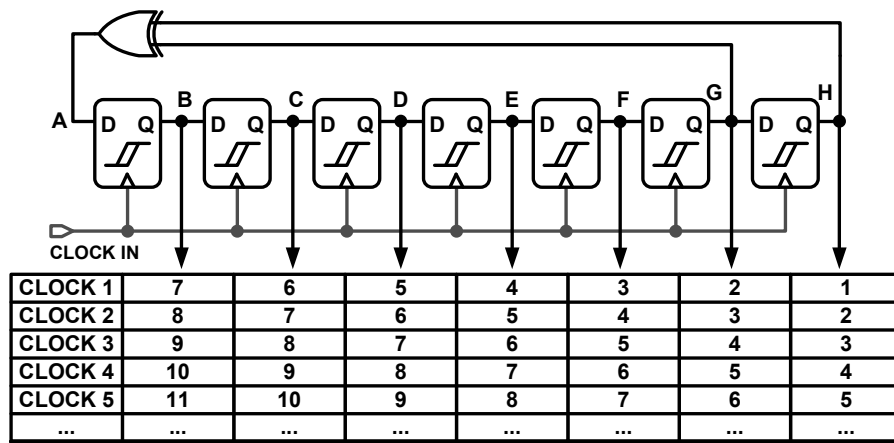 A B C D E F G H
D Q D Q D Q D Q D Q D Q D Q
CLOCK IN
CLOCK 1 7 6 5 4 3 2 1
CLOCK 2 8 7 6 5 4 3 2
CLOCK 3 9 8 7 6 5 4 3
CLOCK 4 10 9 8 7 6 5 4
CLOCK 5 11 10 9 8 7 6 5
... ... ... ... ... ... ... ...